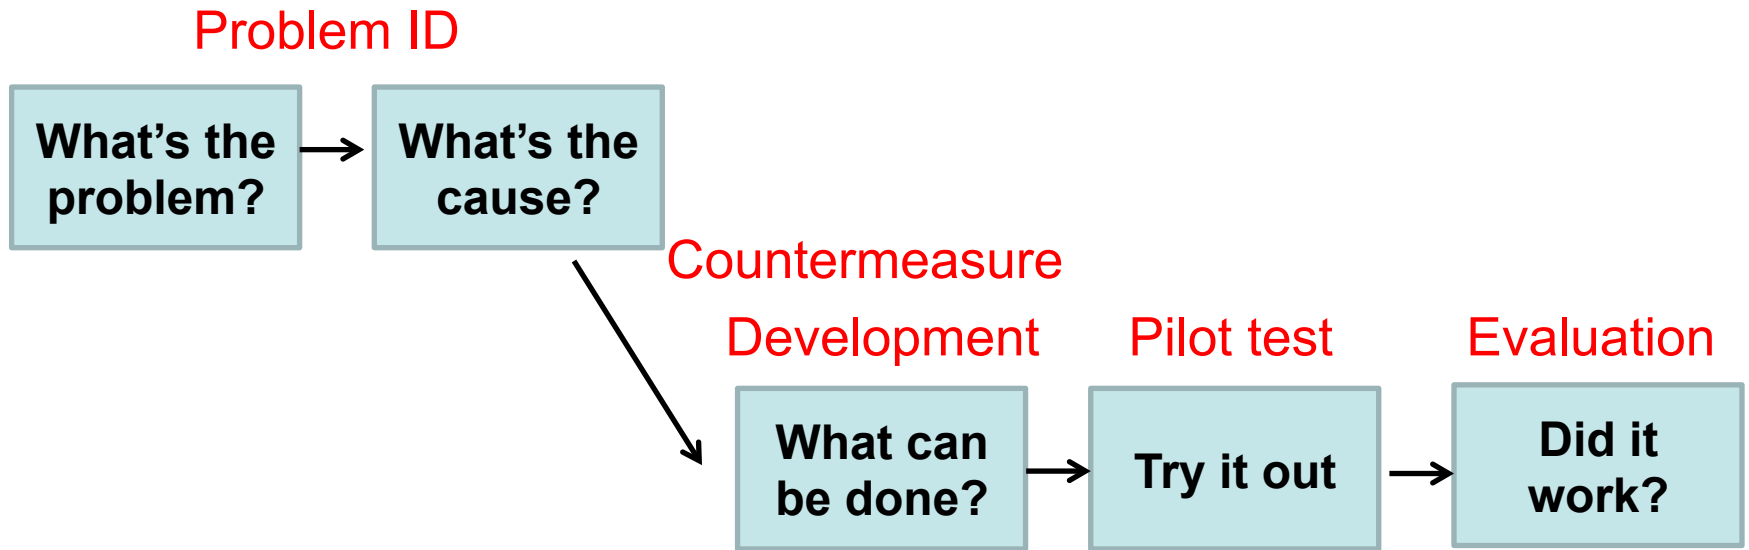 Problem ID
What’s the
problem?
What’s the
cause?
Countermeasure
Development
Pilot test
Evaluation
What can
be done?
Try it out
Did it
work?